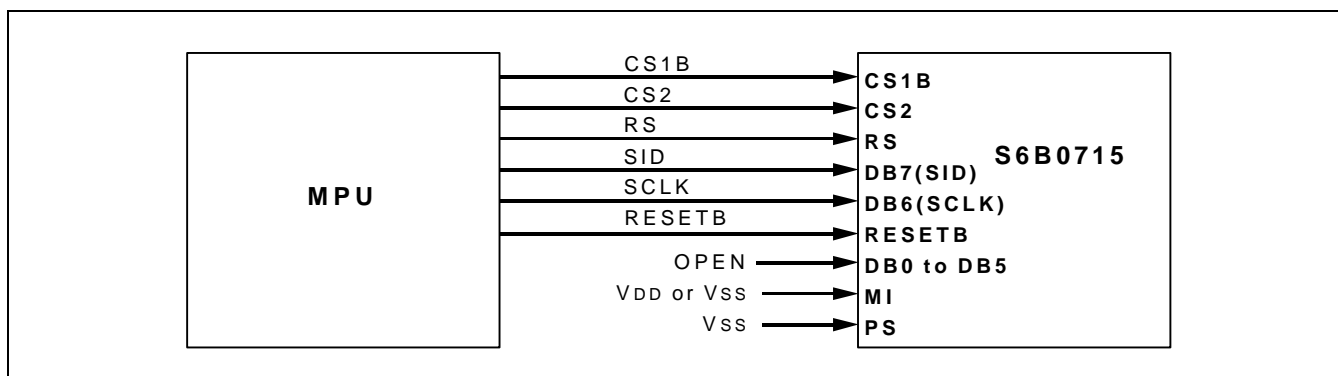 MPU
CS1B
CS2
RS
SID
SCLK
RESETB
OPEN
VDD or VSS
VSS
CS1B
CS2
RS
DB7(SID)
DB6(SCLK)
RESETB
DB0 to DB5
MI
PS
S6B0715